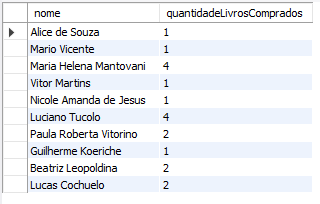 nome quantidadeLivrosComprados
Alice de Souza 1
Mario Vicente 1
Maria Helena Mantovani 4
Vitor Martins 1
Nicole Amanda de Jesus 1
Luciano Tucolo 4
Paula Roberta Vitorino 2
Guilherme Koeriche 1
Beatriz Leopoldina 2
Lucas Cochuelo 2